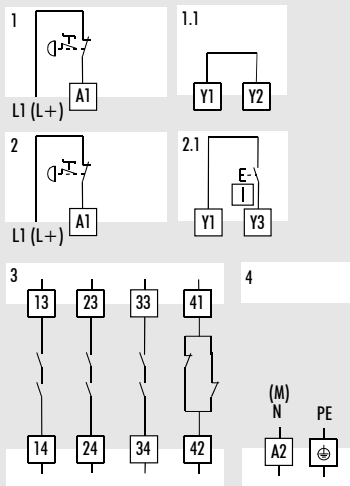 1
A1
L1 (L+)
1.1
Y1 Y2
2
A1
L1 (L+)
2.1
E
I
Y1 Y3
3
13 23 33 41
14 24 34 42
4
(M)
N PE
A2